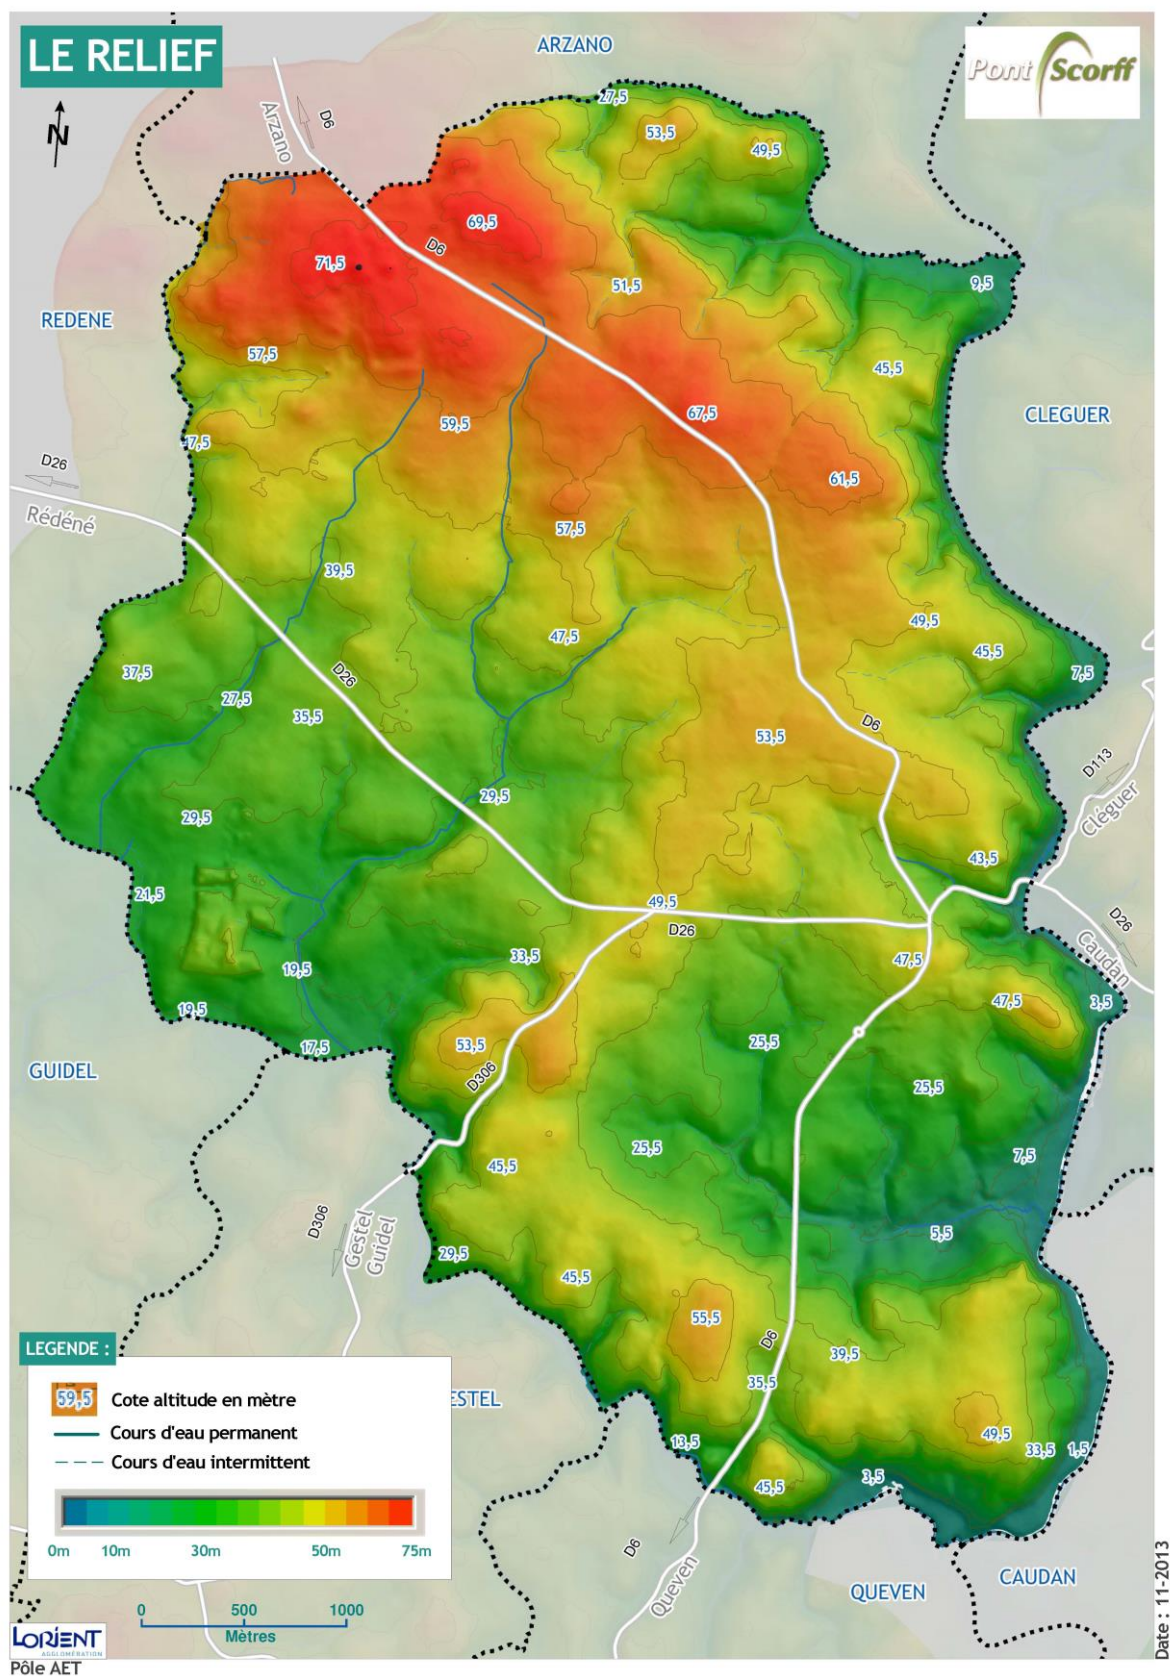 LE RELIEF
ARZANO
Pont Scorff
N
Arzano
D6
27,5
53,5
49,5
69,5
D6
71,5
51,5
9,5
REDENE
57,5
45,5
59,5
67,5
CLEGUER
7,5
D26
61,5
Rédéné
57,5
39,5
49,5
47,5
45,5
37,5
7,5
D26
27,5
35,5
D6
53,5
D113
29,5
Cléguer
29,5
43,5
21,5
49,5
D26
D26
33,5
47,5
Caudan
19,5
47,5
3,5
19,5
17,5
53,5
25,5
GUIDEL
D306
25,5
25,5
45,5
7,5
D306
Gestel
Guidel
5,5
29,5
45,5
55,5
D6
39,5
LEGENDE :
35,5
59,5 Cote altitude en mètre
ESTEL
Cours d'eau permanent
49,5
13,5
33,5
1,5
Cours d'eau intermittent
45,5
3,5
0m 10m 30m 50m 75m
D6
Queven
QUEVEN
CAUDAN
0 500 1000
Mètres
LORIENT
AGGLOMÉRATION
Pôle AET
Date : 11-2013